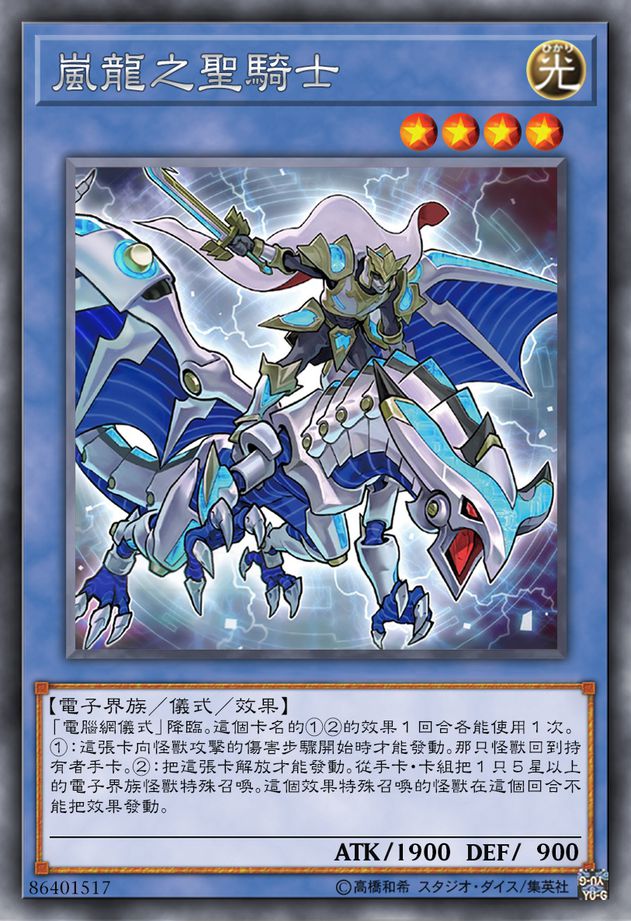 嵐龍之聖騎士
ひかり
光
【電子界族／儀式／效果】
「電腦網儀式」降臨。這個卡名的①②的效果１回合各能使用１次。
①：這張卡向怪獸攻擊的傷害步驟開始時才能發動。那只怪獸回到持
有者手卡。②：把這張卡解放才能發動。從手卡·卡組把１只５星以上
的電子界族怪獸特殊召喚。這個效果特殊召喚的怪獸在這個回合不
能把效果發動。
ATK/1900 DEF/ 900
86401517
©高橋和希 スタジオ・ダイス/集英社
YU-G
YU-G